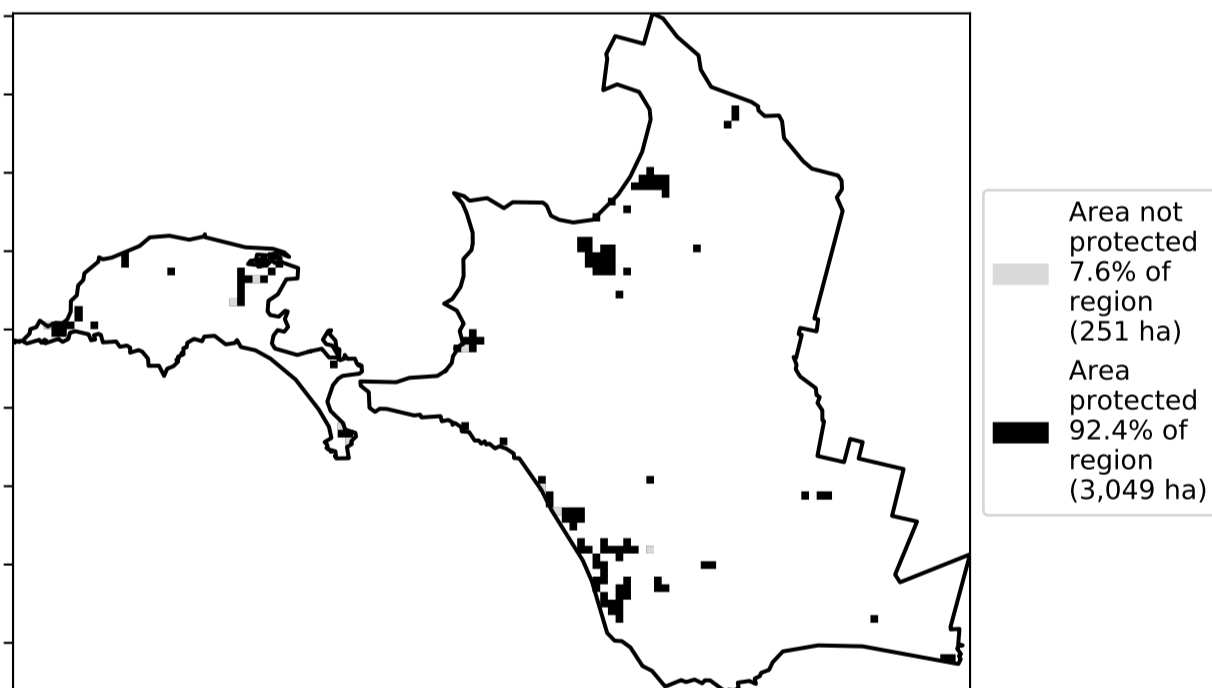 Area not
protected
7.6% of
region
(251 ha)
Area
protected
92.4% of
region
(3,049 ha)